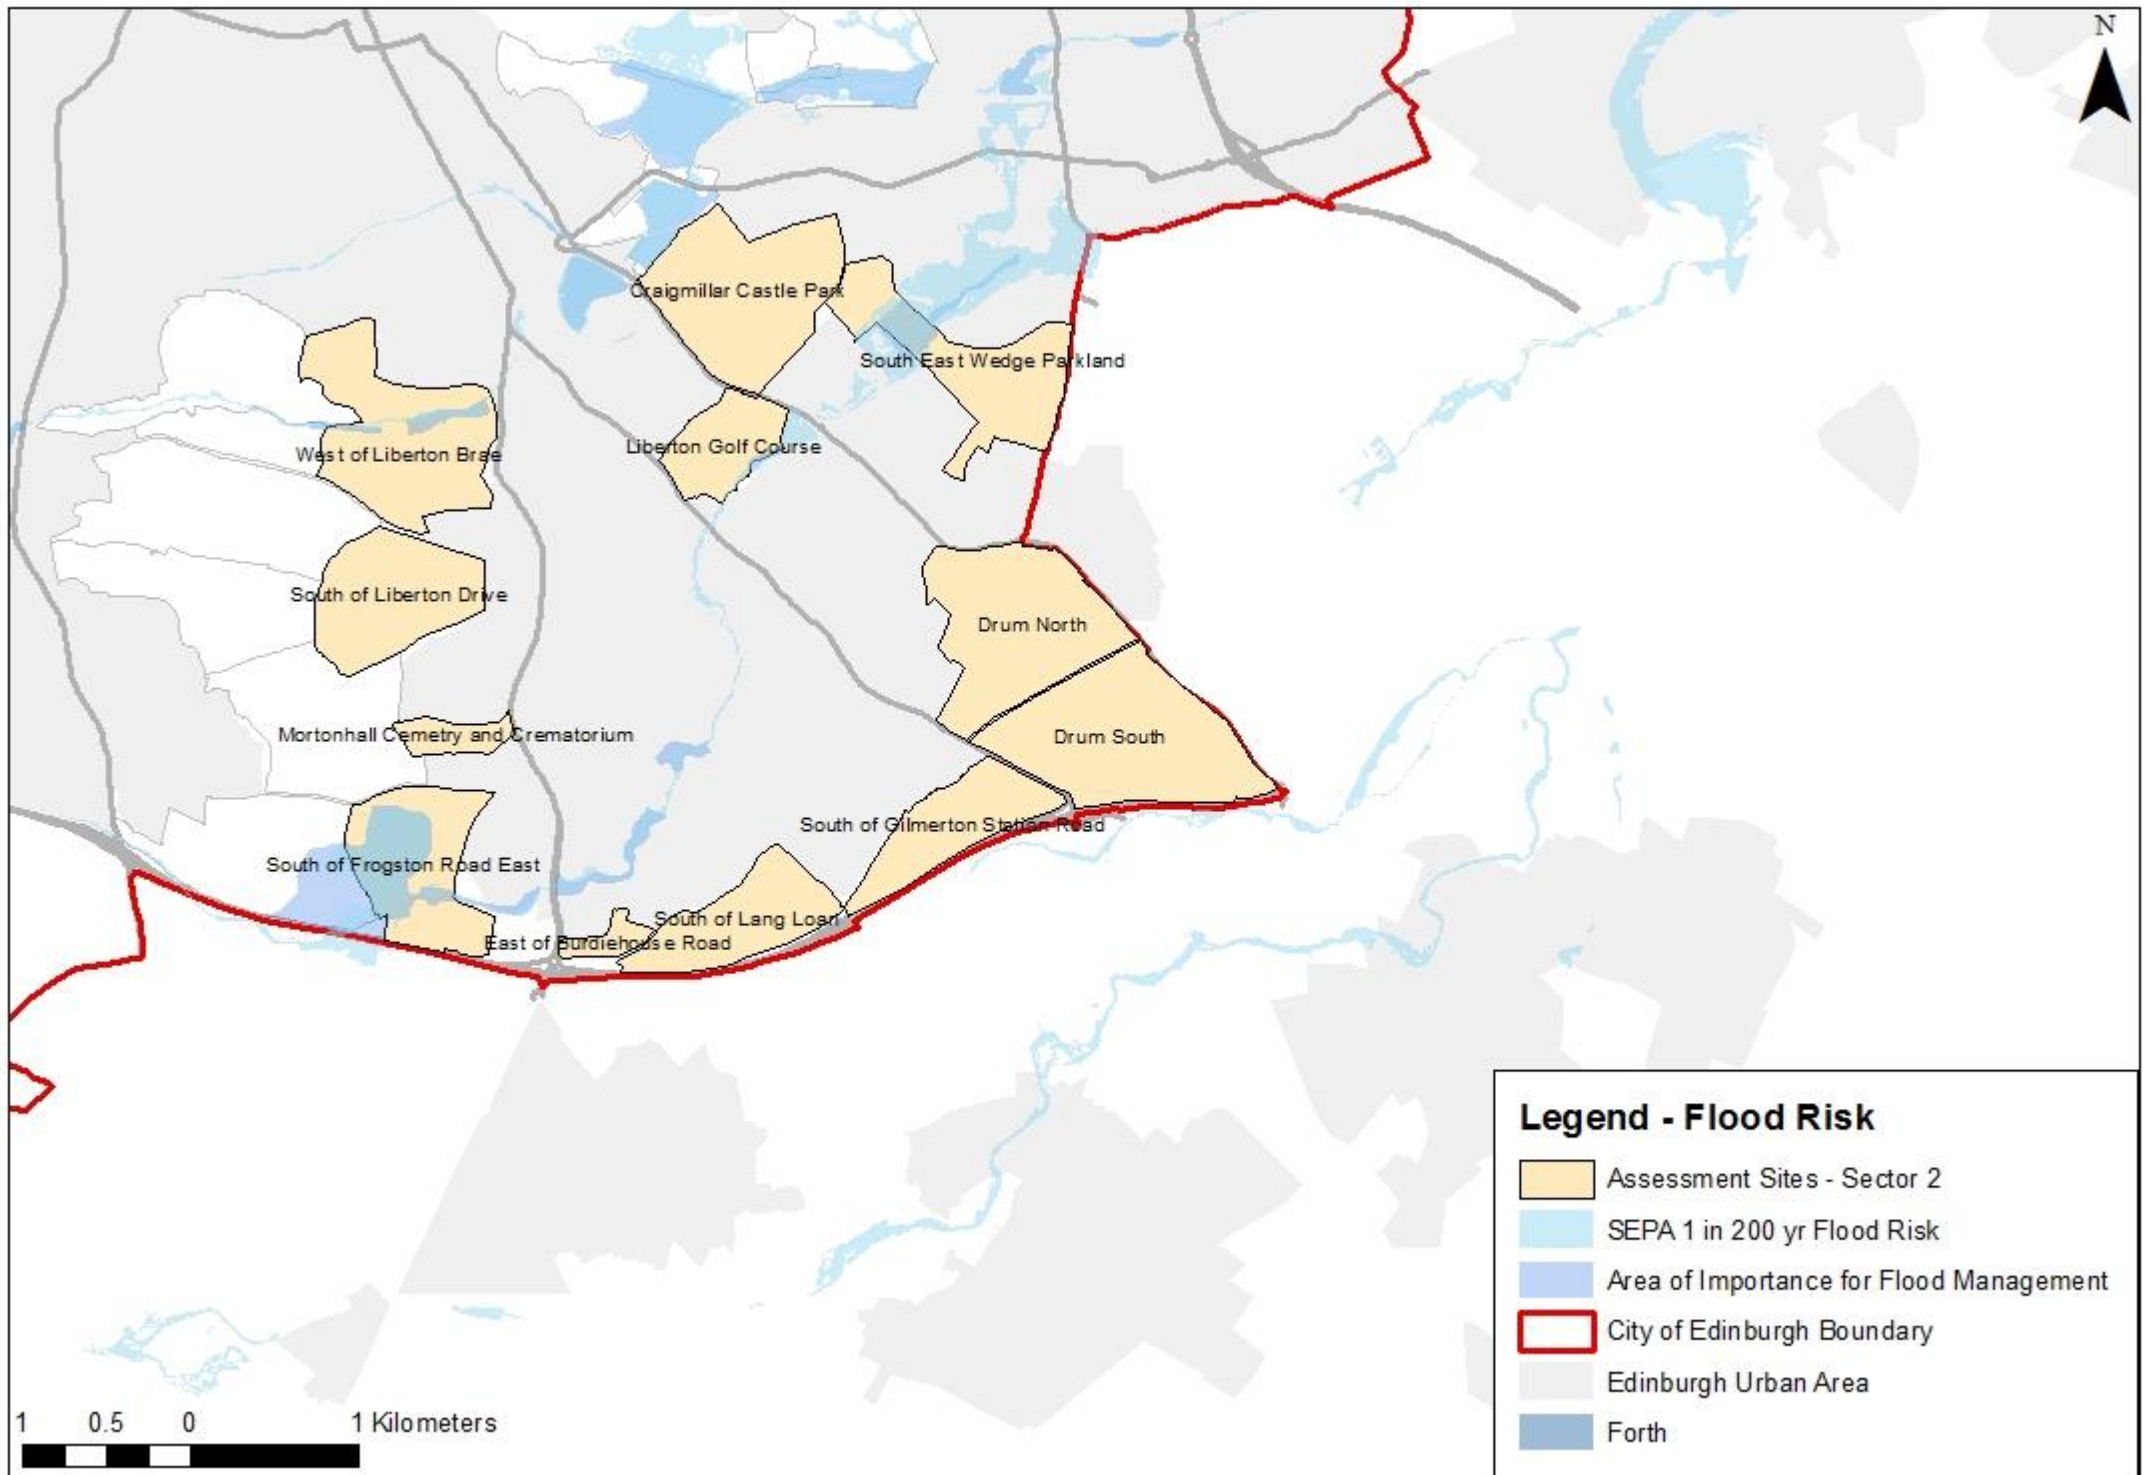 N
Craigmillar Castle Park
South East Wedge Parkland
Liberton Golf Course
West of Liberton Brae
South of Liberton Drive
Drum North
Mortonhall Cemetry and Crematorium
Drum South
South of Gilmerton Station Road
South of Frogston Road East
South of Lang Loan
East of Burdiehouse Road
Legend - Flood Risk
Assessment Sites - Sector 2
SEPA 1 in 200 yr Flood Risk
Area of Importance for Flood Management
City of Edinburgh Boundary
Edinburgh Urban Area
Forth
1 0.5 0 1 Kilometers